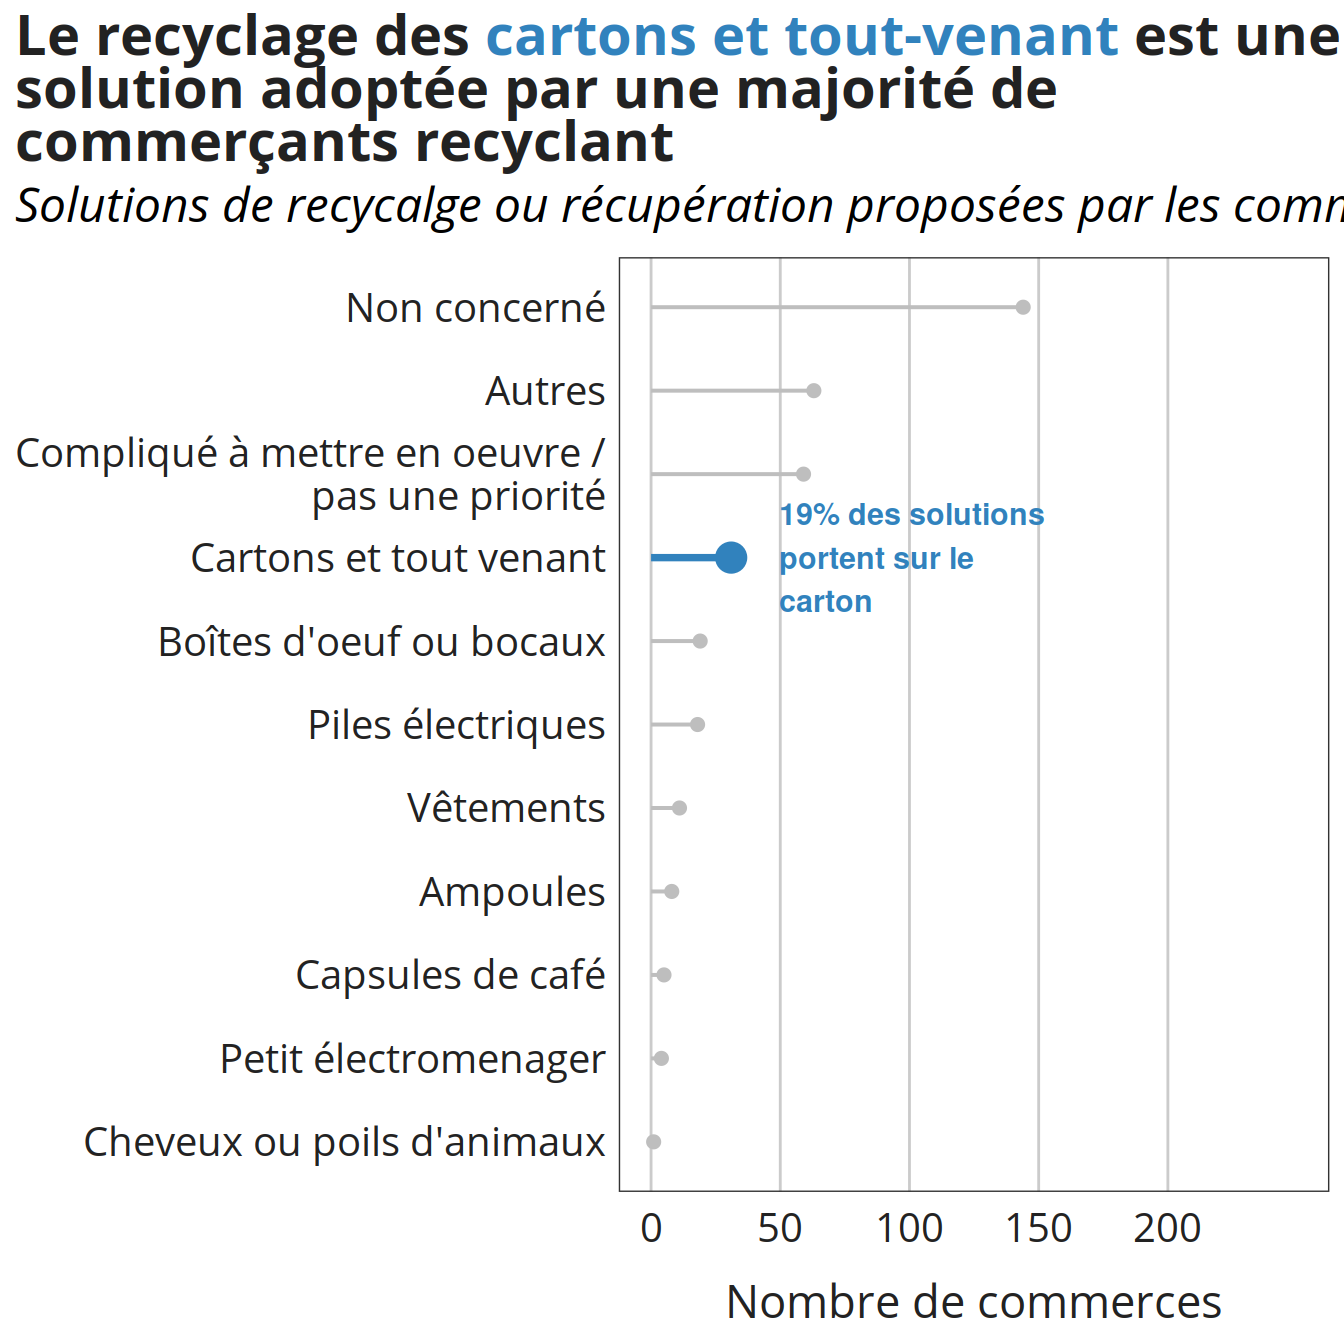 Le recyclage des cartons et tout-venant est une
solution adoptée par une majorité de
commerçants recyclant
Solutions de recycalge ou récupération proposées par les
Non concerné
Autres
Compliqué à mettre en oeuvre /
pas une priorité
19% des solutions
portent sur le
carton
Cartons et tout venant
Boîtes d'oeuf ou bocaux
Piles électriques
Vêtements
Ampoules
Capsules de café
Petit électromenager
Cheveux ou poils d'animaux
0 50 100 150 200
Nombre de commerces